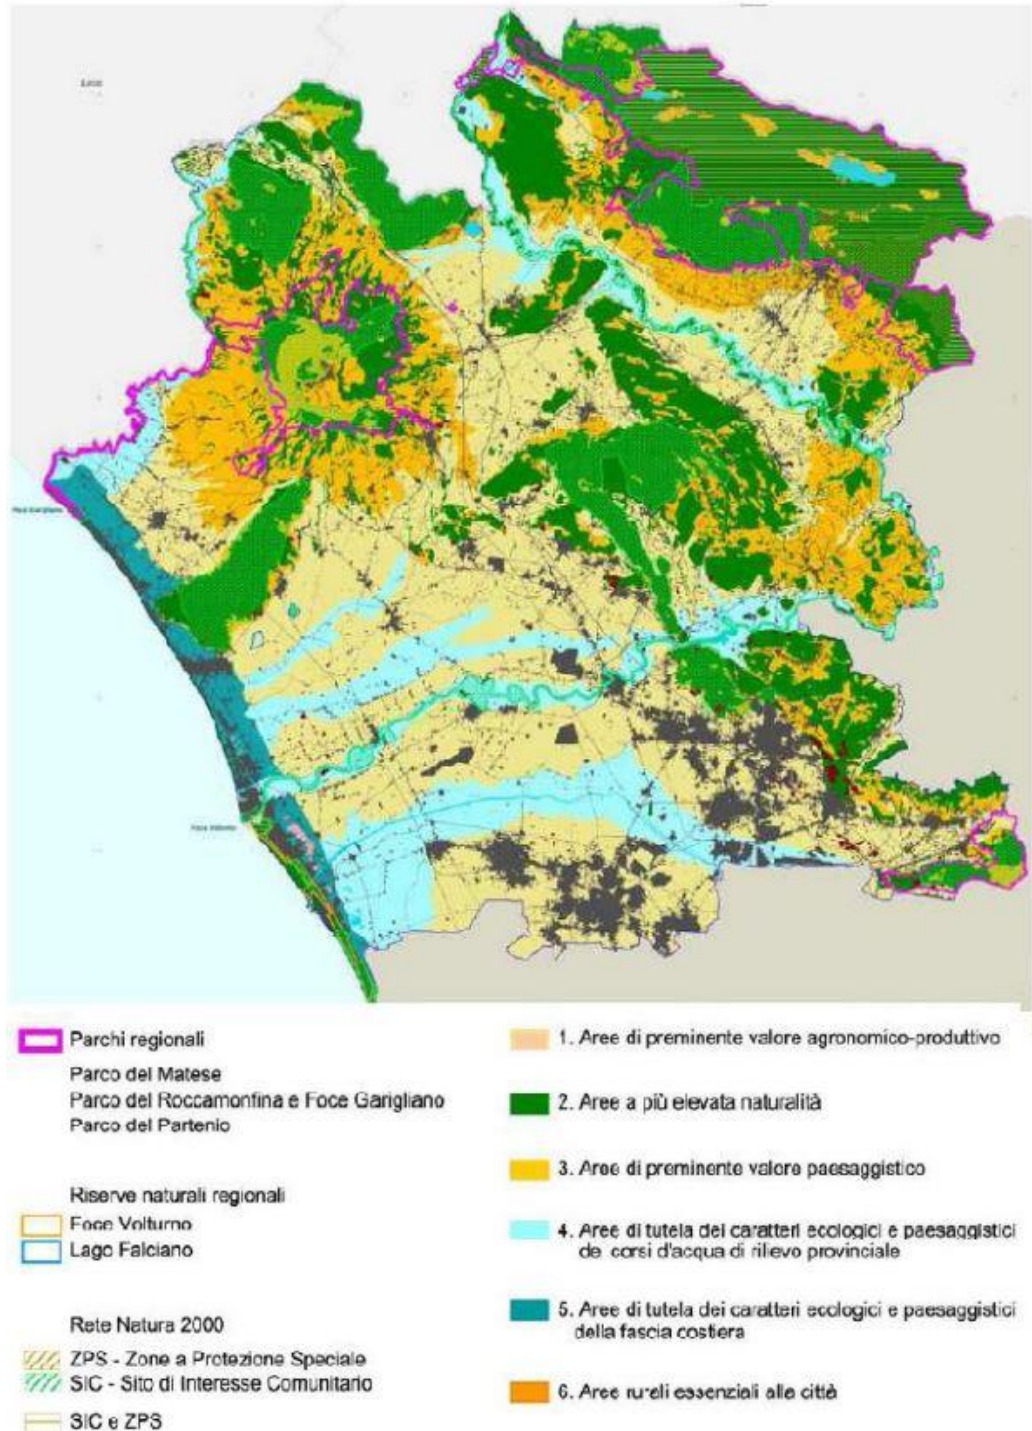 Foce Volturno
Parchi regionali
Parco del Matese
Parco del Roccamonfina e Foce Garigliano
Parco del Partenio
Riserve naturali regionali
Foce Volturno
Lago Falciano
Rete Natura 2000
ZPS - Zone a Protezione Speciale
SIC - Sito di Interesse Comunitario
SIC e ZPS
1. Aree di preminente valore agronomico-produttivo
2. Aree a più elevata naturalità
3. Aree di preminente valore paesaggistico
4. Aree di tutela dei caratteri ecologici e paesaggistici
de corsi d'acqua di rilievo provinciale
5. Aree di tutela dei caratteri ecologici e paesaggistici
della fascia costiera
6. Aree rurali essenziali alle città